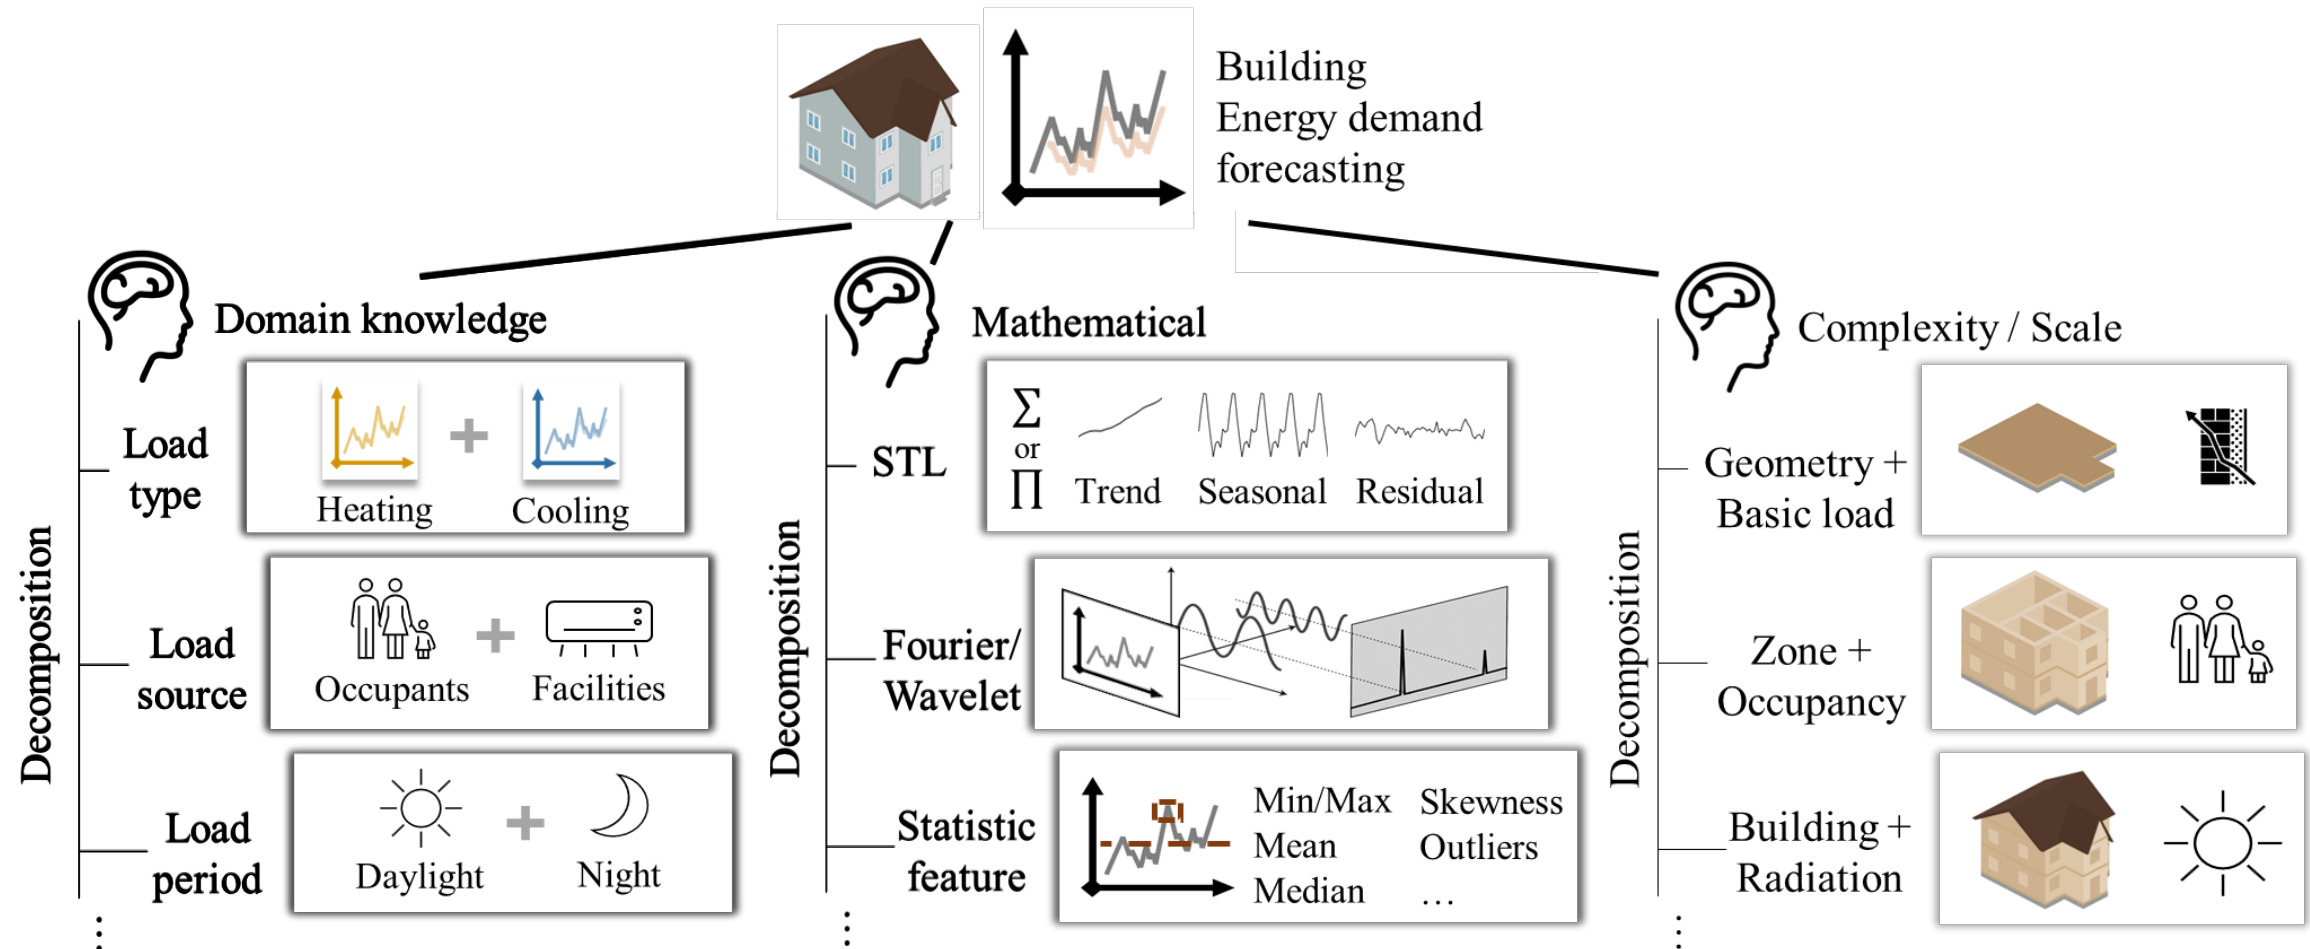 Building
Energy demand
forecasting
Domain knowledge
Decomposition
Load
type
Heating
Cooling
Load
source
Occupants
Facilities
Load
period
Daylight
Night
⋮
Mathematical
Decomposition
STL
∑
or
∏
Trend
Seasonal
Residual
Fourier/
Wavelet
Statistic
feature
Min/Max
Mean
Median
Skewness
Outliers
…
⋮
Complexity / Scale
Decomposition
Geometry +
Basic load
Zone +
Occupancy
Building +
Radiation
⋮